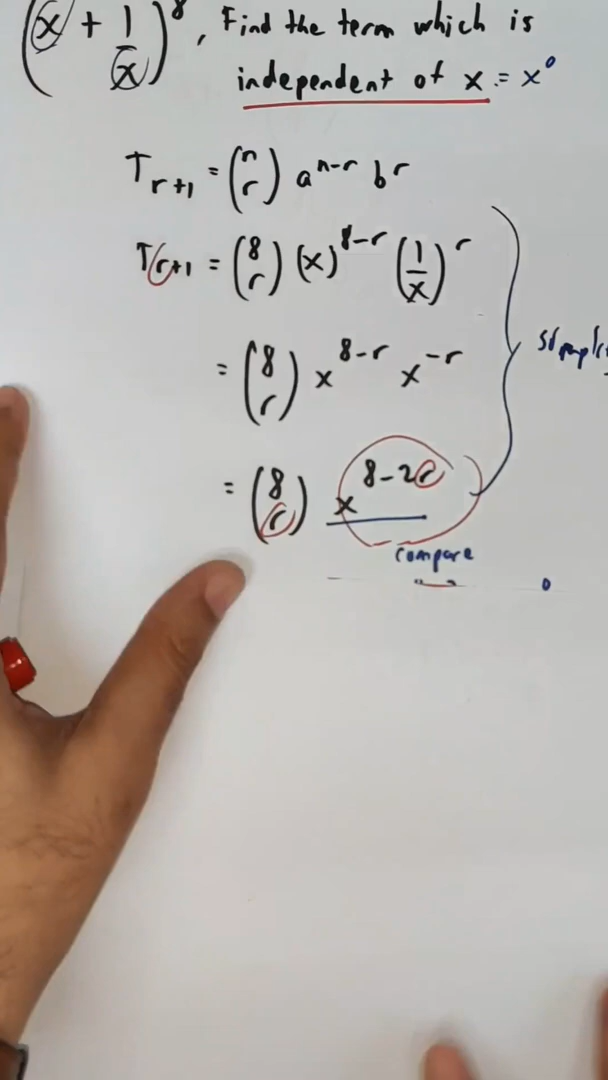 (x + 1/x)^8, Find the term which is
independent of x = x^0
T_{r+1} = (n r) a^{n-r} b^r
T_{r+1} = (8 r) (x)^{8-r} (1/x)^r
= (8 r) x^{8-r} x^{-r}
= (8 r) x^{8-2r}
compare
0